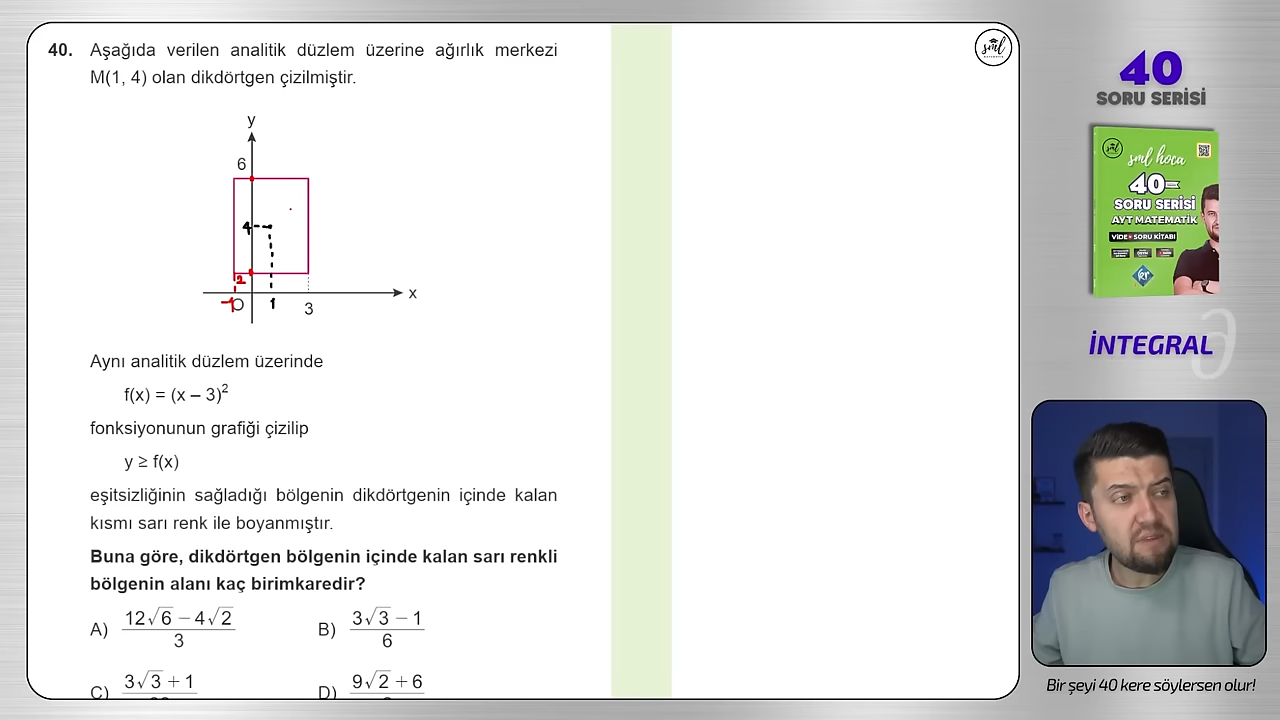 40. Aşağıda verilen analitik düzlem üzerine ağırlık merkezi
M(1, 4) olan dikdörtgen çizilmiştir.
y
6
4
2
-1
O
1
3
x
Aynı analitik düzlem üzerinde
f(x) = (x – 3)²
fonksiyonunun grafiği çizilip
y ≥ f(x)
eşitsizliğinin sağladığı bölgenin dikdörtgenin içinde kalan
kısmı sarı renk ile boyanmıştır.
Buna göre, dikdörtgen bölgenin içinde kalan sarı renkli
bölgenin alanı kaç birimkaredir?
A) (12√6 – 4√2)/3 B) (3√3 – 1)/6
C) 3√3 + 1 D) 9√2 + 6
sml
40
SORU SERİSİ
sml hoca
40
SORU SERİSİ
AYT MATEMATİK
VİDEO SORU KİTABI
kr
İNTEGRAL
Bir şeyi 40 kere söylersen olur!